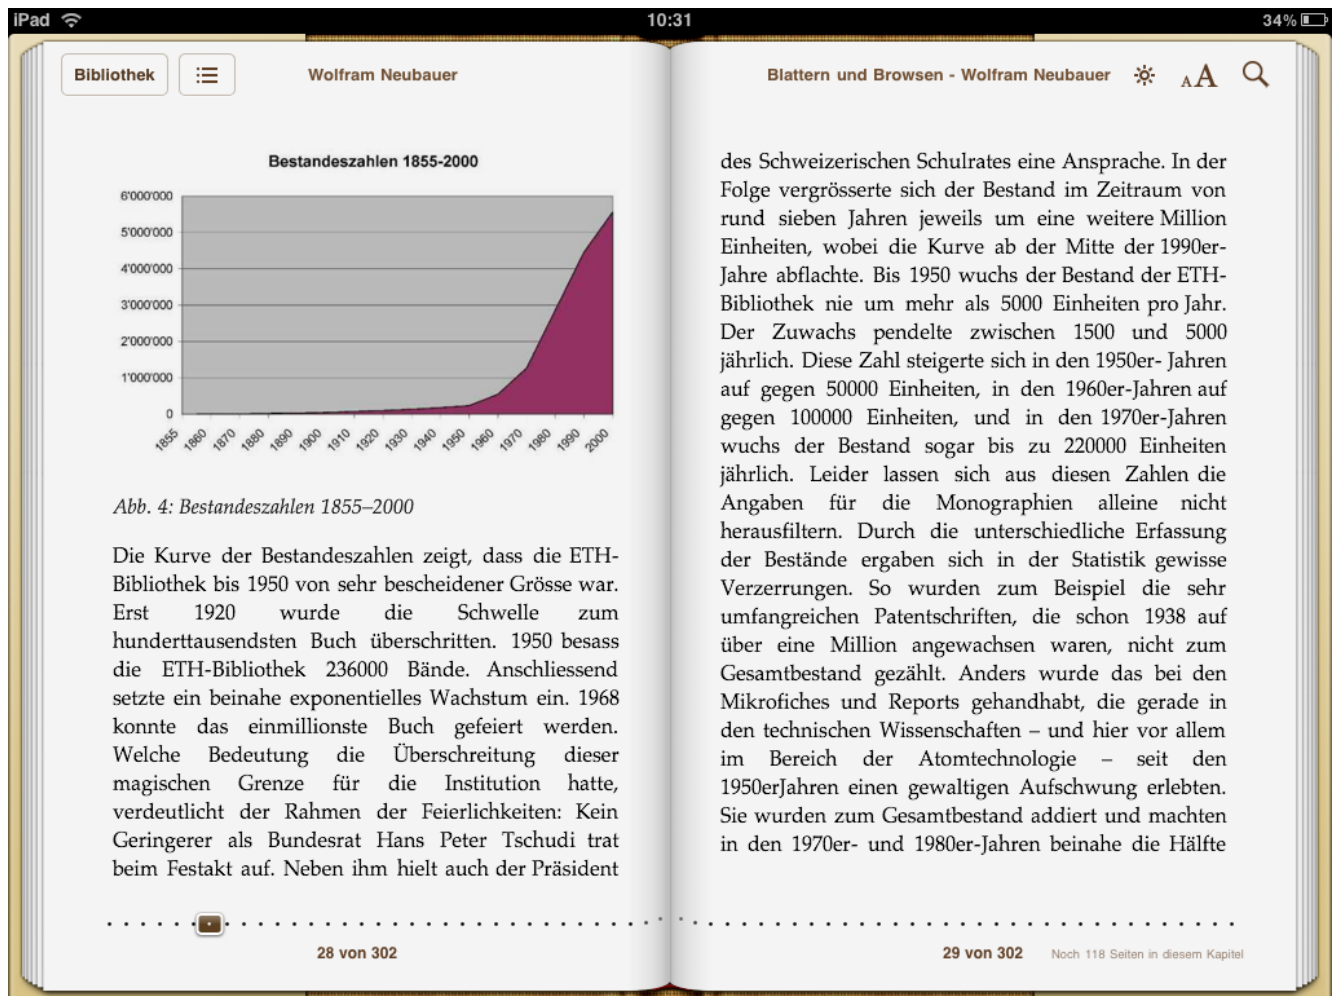 iPad
10:31
34%
Bibliothek
Wolfram Neubauer
Blattern und Browsen - Wolfram Neubauer
AA
Bestandeszahlen 1855-2000
6'000'000
5'000'000
4'000'000
3'000'000
2'000'000
1'000'000
0
1855 1860 1870 1880 1890 1900 1910 1920 1930 1940 1950 1960 1970 1980 1990 2000
Abb. 4: Bestandeszahlen 1855–2000
Die Kurve der Bestandeszahlen zeigt, dass die ETH-
Bibliothek bis 1950 von sehr bescheidener Grösse war.
Erst 1920 wurde die Schwelle zum
hunderttausendsten Buch überschritten. 1950 besass
die ETH-Bibliothek 236000 Bände. Anschliessend
setzte ein beinahe exponentielles Wachstum ein. 1968
konnte das einmillionste Buch gefeiert werden.
Welche Bedeutung die Überschreitung dieser
magischen Grenze für die Institution hatte,
verdeutlicht der Rahmen der Feierlichkeiten: Kein
Geringerer als Bundesrat Hans Peter Tschudi trat
beim Festakt auf. Neben ihm hielt auch der Präsident
28 von 302
des Schweizerischen Schulrates eine Ansprache. In der
Folge vergrösserte sich der Bestand im Zeitraum von
rund sieben Jahren jeweils um eine weitere Million
Einheiten, wobei die Kurve ab der Mitte der 1990er-
Jahre abflachte. Bis 1950 wuchs der Bestand der ETH-
Bibliothek nie um mehr als 5000 Einheiten pro Jahr.
Der Zuwachs pendelte zwischen 1500 und 5000
jährlich. Diese Zahl steigerte sich in den 1950er- Jahren
auf gegen 50000 Einheiten, in den 1960er-Jahren auf
gegen 100000 Einheiten, und in den 1970er-Jahren
wuchs der Bestand sogar bis zu 220000 Einheiten
jährlich. Leider lassen sich aus diesen Zahlen die
Angaben für die Monographien alleine nicht
herausfiltern. Durch die unterschiedliche Erfassung
der Bestände ergaben sich in der Statistik gewisse
Verzerrungen. So wurden zum Beispiel die sehr
umfangreichen Patentschriften, die schon 1938 auf
über eine Million angewachsen waren, nicht zum
Gesamtbestand gezählt. Anders wurde das bei den
Mikrofiches und Reports gehandhabt, die gerade in
den technischen Wissenschaften – und hier vor allem
im Bereich der Atomtechnologie – seit den
1950erJahren einen gewaltigen Aufschwung erlebten.
Sie wurden zum Gesamtbestand addiert und machten
in den 1970er- und 1980er-Jahren beinahe die Hälfte
29 von 302
Noch 118 Seiten in diesem Kapitel